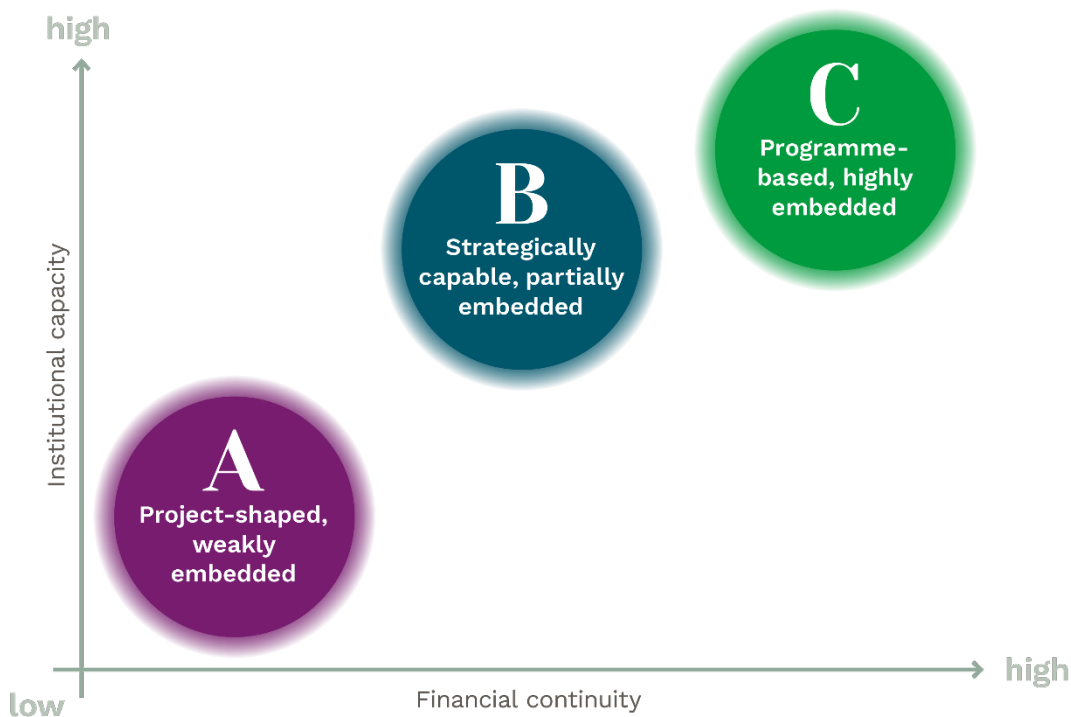 high
C
Programme-
based, highly
embedded
B
Strategically
capable, partially
embedded
Institutional capacity
A
Project-shaped,
weakly
embedded
high
Financial continuity
low